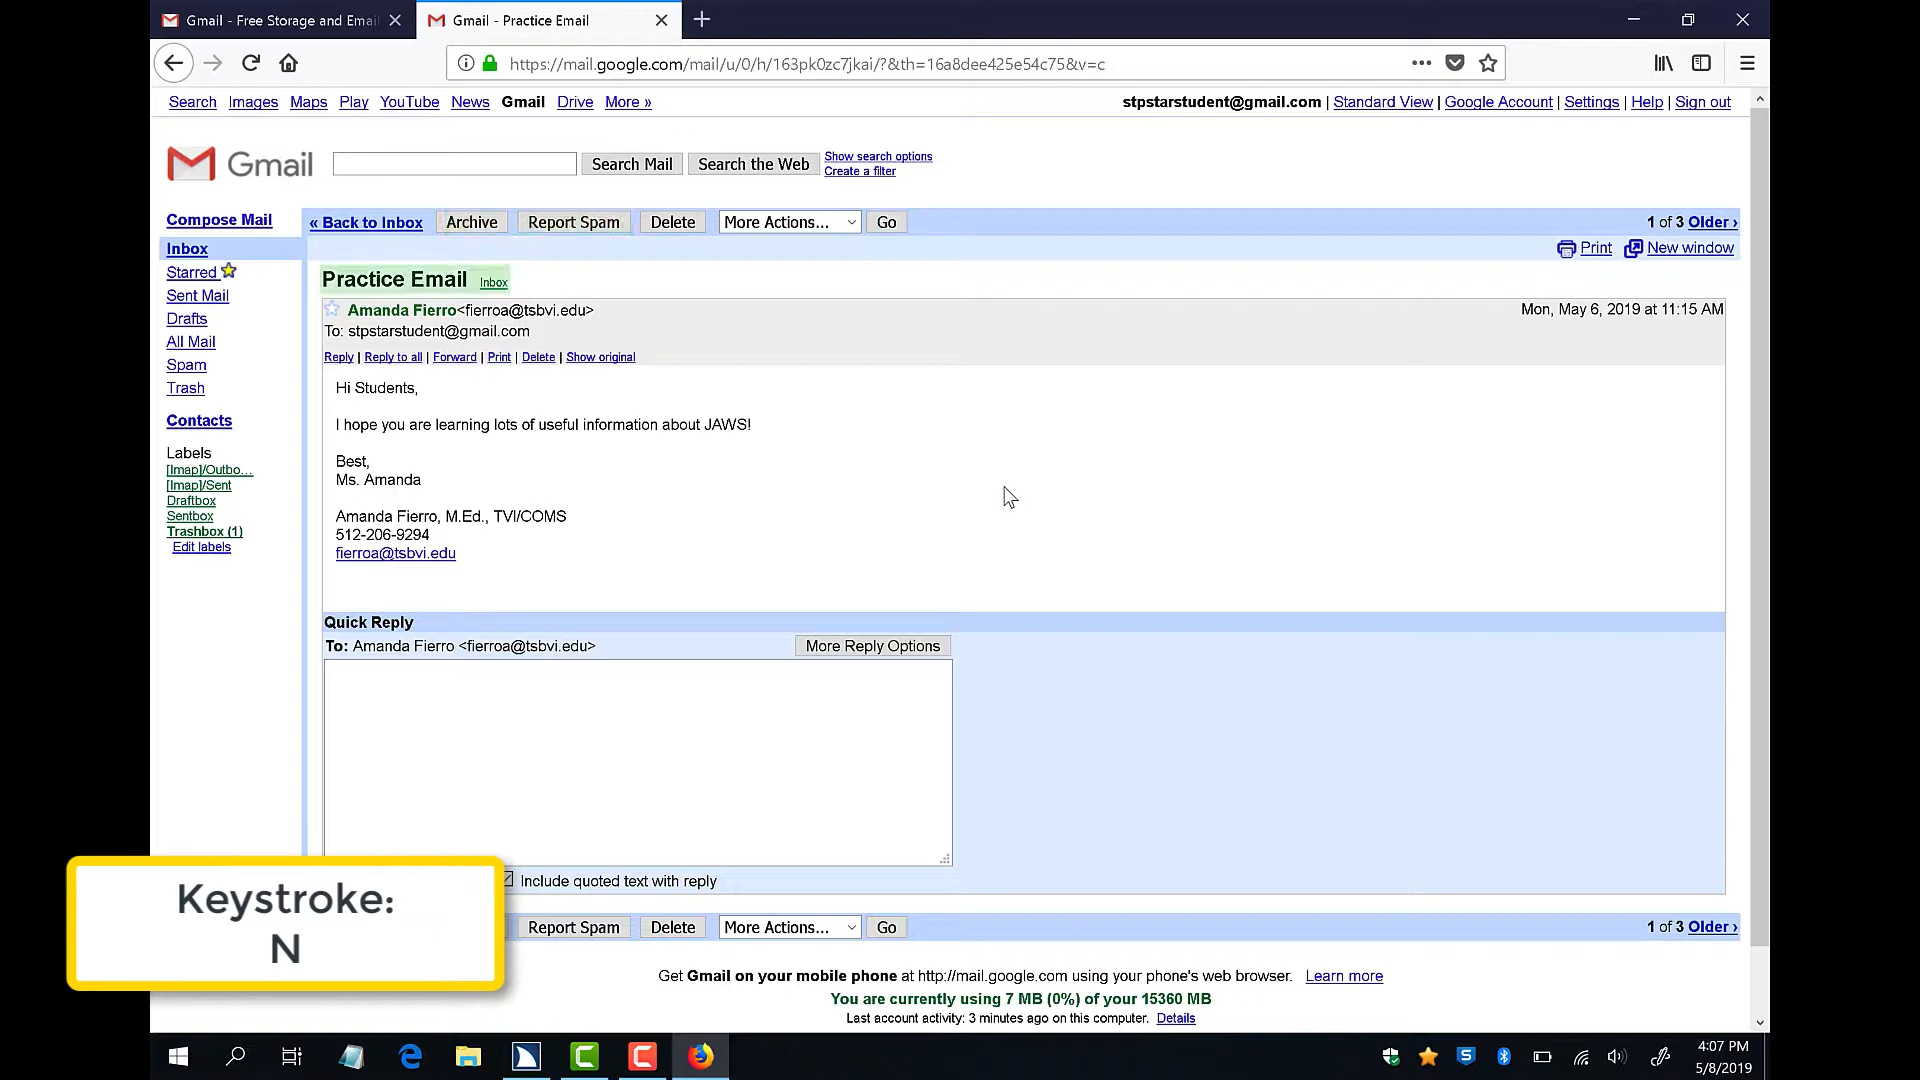 Gmail - Free Storage and Emai
Gmail - Practice Email
https://mail.google.com/mail/u/0/h/163pk0zc7jkai/?&th=16a8dee425e54c75&v=c
Search Images Maps Play YouTube News Gmail Drive More »
stpstarstudent@gmail.com | Standard View | Google Account | Settings | Help | Sign out
Gmail
Search Mail
Search the Web
Show search options
Create a filter
Compose Mail
Inbox
Starred
Sent Mail
Drafts
All Mail
Spam
Trash
Contacts
Labels
[Imap]/Outbo...
[Imap]/Sent
Draftbox
Sentbox
Trashbox (1)
Edit labels
« Back to Inbox Archive Report Spam Delete More Actions... Go
1 of 3 Older ›
Print New window
Practice Email Inbox
Amanda Fierro<fierroa@tsbvi.edu>
Mon, May 6, 2019 at 11:15 AM
To: stpstarstudent@gmail.com
Reply | Reply to all | Forward | Print | Delete | Show original
Hi Students,
I hope you are learning lots of useful information about JAWS!
Best,
Ms. Amanda
Amanda Fierro, M.Ed., TVI/COMS
512-206-9294
fierroa@tsbvi.edu
Quick Reply
To: Amanda Fierro <fierroa@tsbvi.edu>
More Reply Options
Include quoted text with reply
Report Spam Delete More Actions... Go
1 of 3 Older ›
Keystroke:
N
Get Gmail on your mobile phone at http://mail.google.com using your phone's web browser. Learn more
You are currently using 7 MB (0%) of your 15360 MB
Last account activity: 3 minutes ago on this computer. Details
4:07 PM
5/8/2019